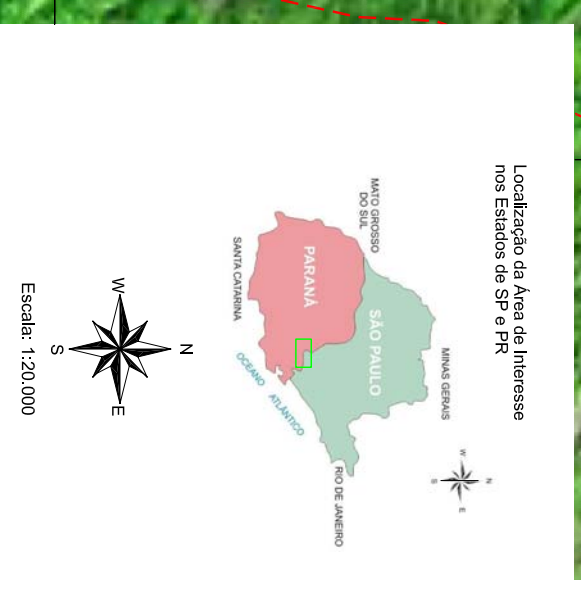 Localização da Área de Interesse
nos Estados de SP e PR
N
W
E
S
MINAS GERAIS
MATO GROSSO
DO SUL
SÃO PAULO
RIO DE JANEIRO
PARANÁ
OCEANO ATLÂNTICO
SANTA CATARINA
N
W
E
S
Escala: 1:20.000